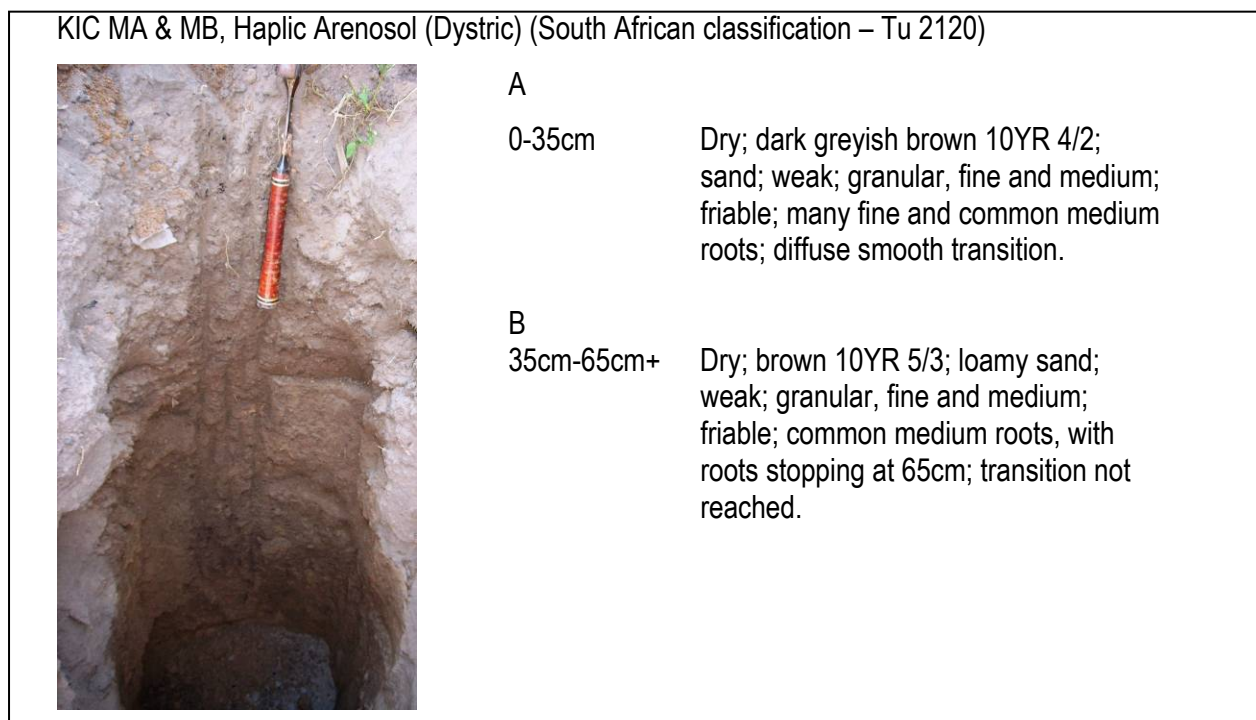 KIC MA & MB, Haplic Arenosol (Dystric) (South African classification – Tu 2120)
A
0-35cm Dry; dark greyish brown 10YR 4/2;
sand; weak; granular, fine and medium;
friable; many fine and common medium
roots; diffuse smooth transition.
B
35cm-65cm+ Dry; brown 10YR 5/3; loamy sand;
weak; granular, fine and medium;
friable; common medium roots, with
roots stopping at 65cm; transition not
reached.